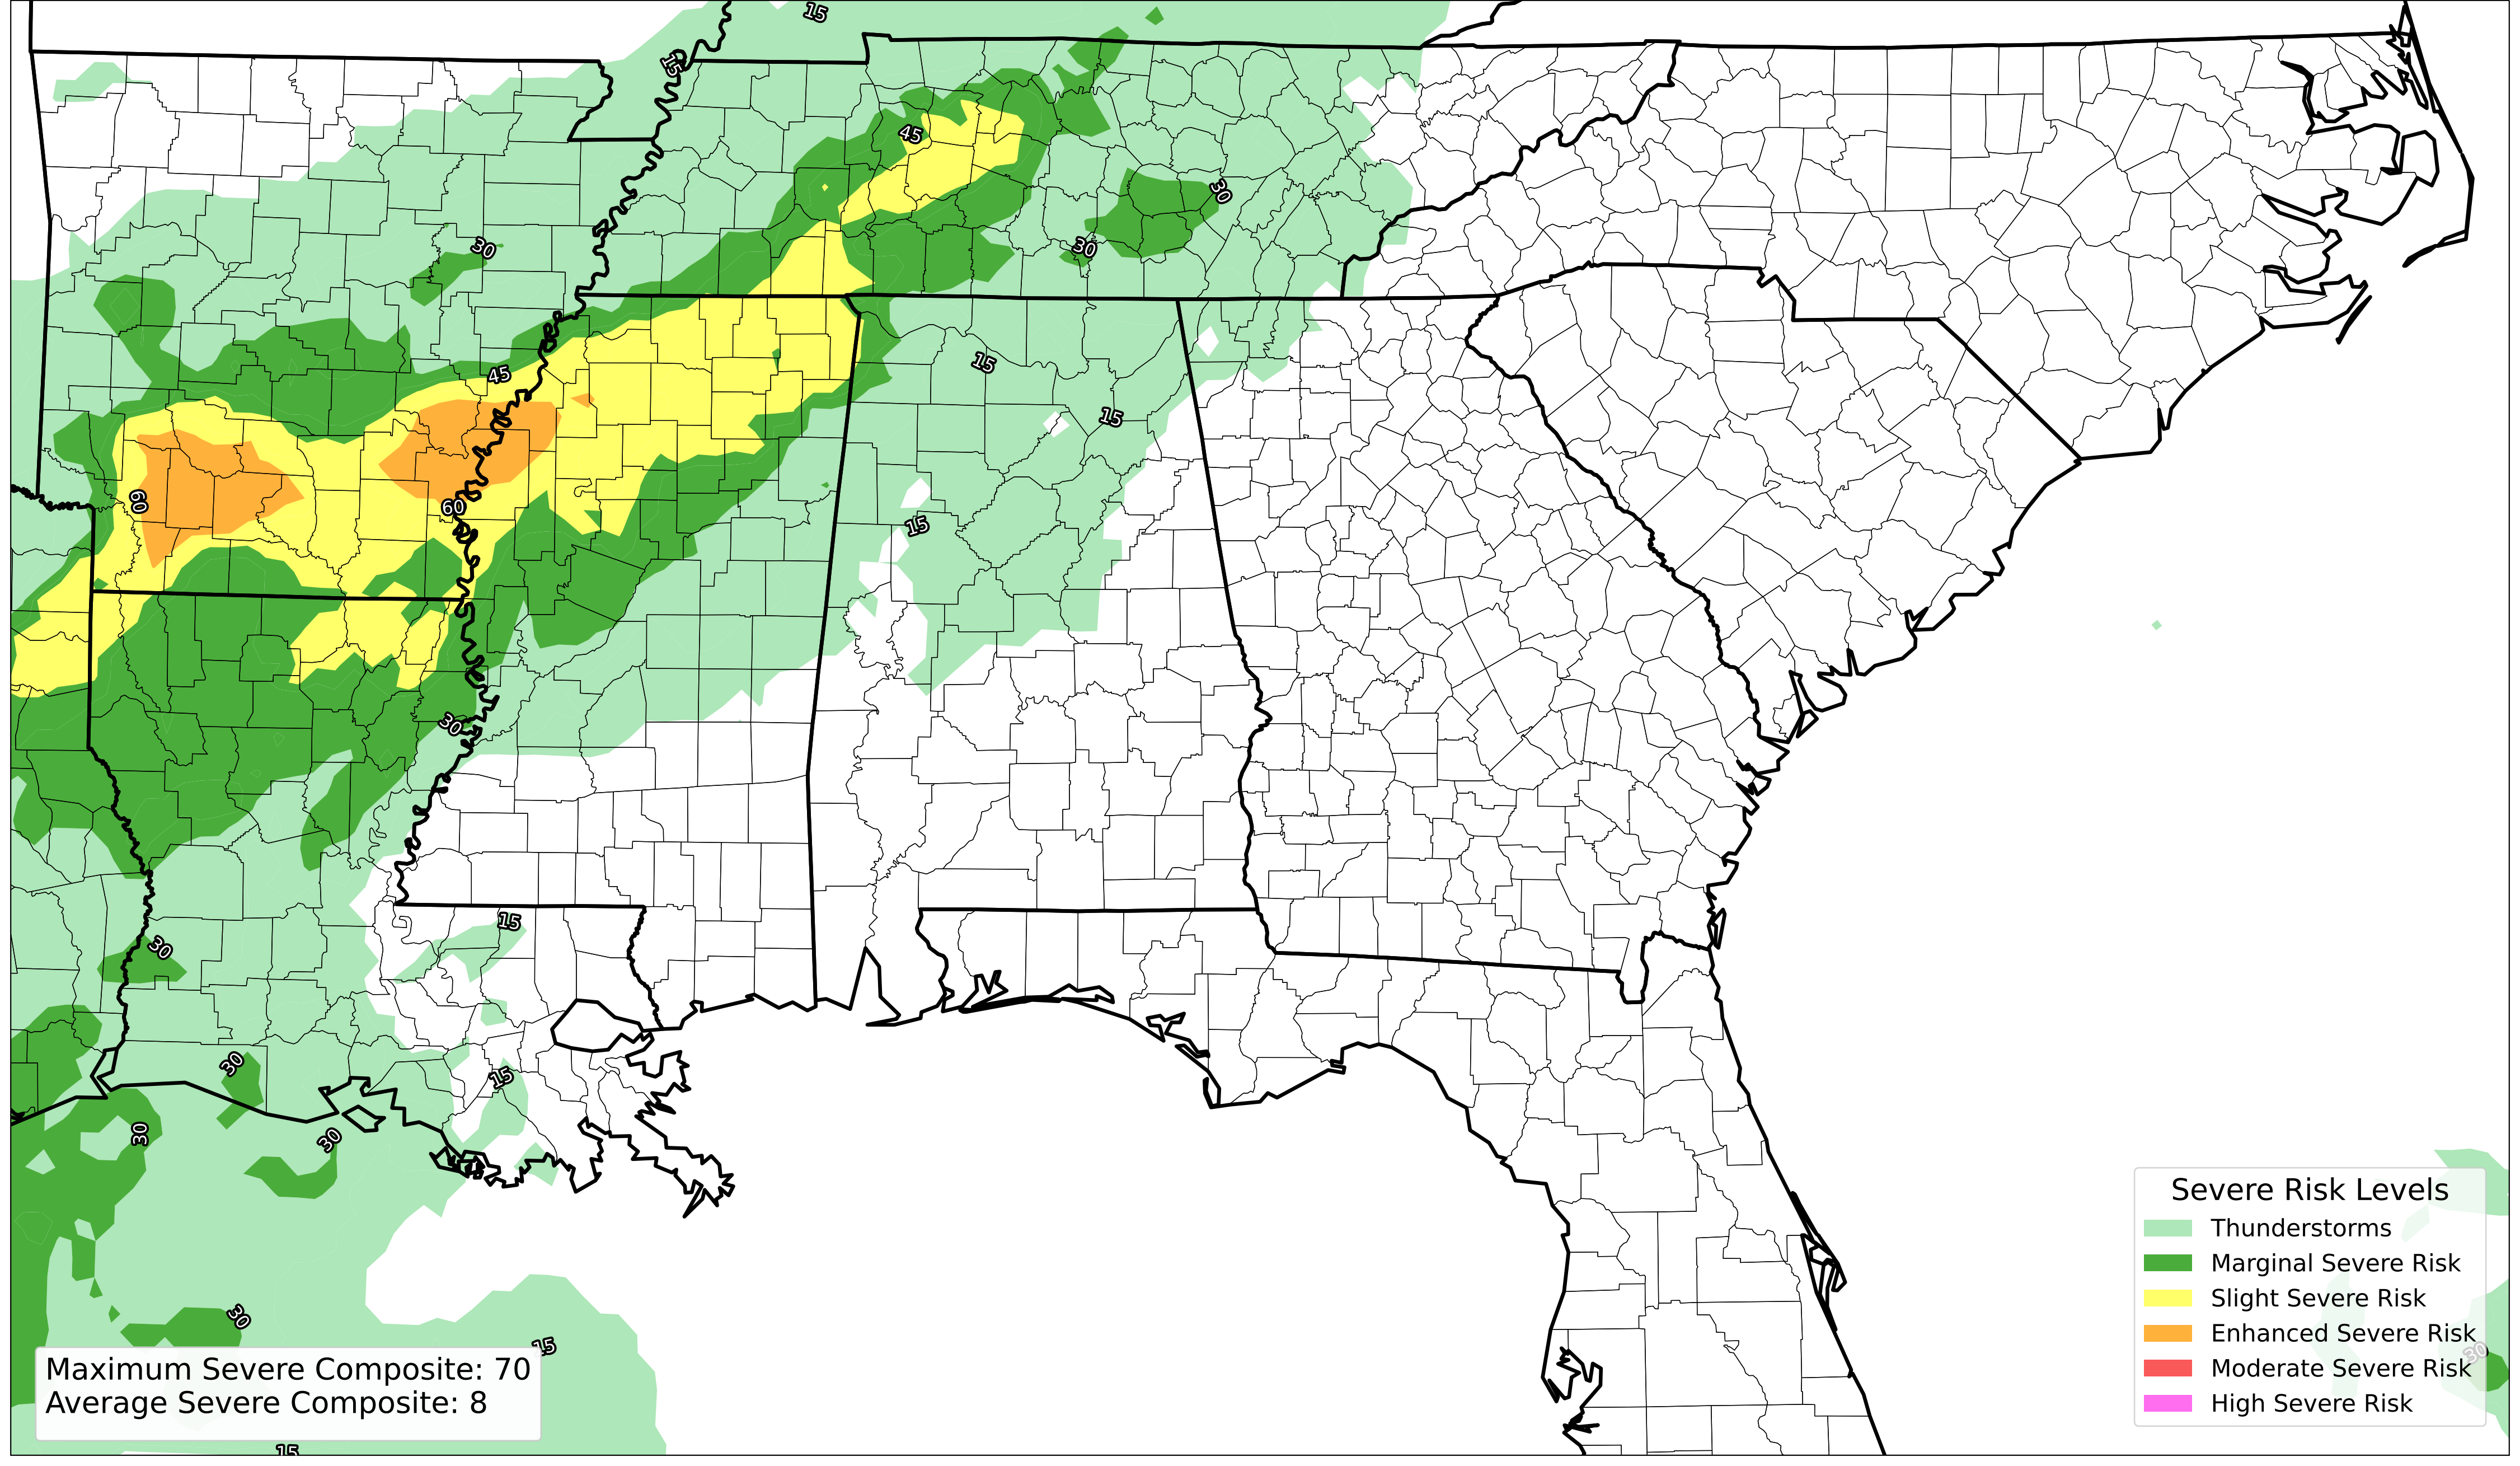 15
15
45
30
30
30
15
45
15
60
60
15
30
15
30
30
15
30
30
30
15
15
30
Severe Risk Levels
Thunderstorms
Marginal Severe Risk
Slight Severe Risk
Enhanced Severe Risk
Moderate Severe Risk
High Severe Risk
Maximum Severe Composite: 70
Average Severe Composite: 8